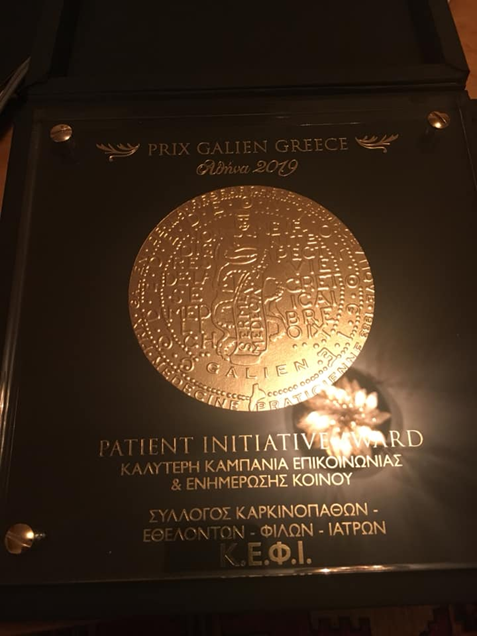 PRIX GALIEN GREECE
Αθήνα 2019
GALIEN
PATIENT INITIATIVE AWARD
ΚΑΛΥΤΕΡΗ ΚΑΜΠΑΝΙΑ ΕΠΙΚΟΙΝΩΝΙΑΣ
& ΕΝΗΜΕΡΩΣΗΣ ΚΟΙΝΟΥ
ΣΥΛΛΟΓΟΣ ΚΑΡΚΙΝΟΠΑΘΩΝ -
ΕΘΕΛΟΝΤΩΝ - ΦΙΛΩΝ - ΙΑΤΡΩΝ
Κ.Ε.Φ.Ι.